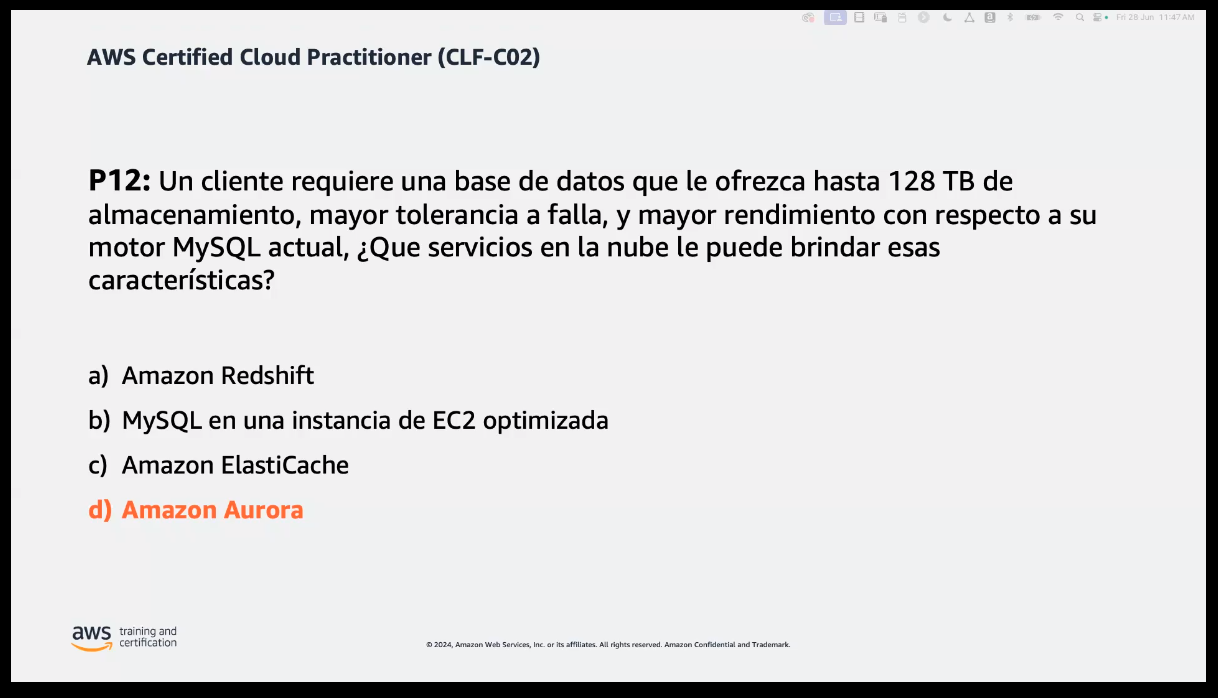 Fri 28 Jun 11:47 AM
AWS Certified Cloud Practitioner (CLF-C02)
P12: Un cliente requiere una base de datos que le ofrezca hasta 128 TB de
almacenamiento, mayor tolerancia a falla, y mayor rendimiento con respecto a su
motor MySQL actual, ¿Que servicios en la nube le puede brindar esas
características?
a) Amazon Redshift
b) MySQL en una instancia de EC2 optimizada
c) Amazon ElastiCache
d) Amazon Aurora
aws training and
certification
© 2024, Amazon Web Services, Inc. or its affiliates. All rights reserved. Amazon Confidential and Trademark.